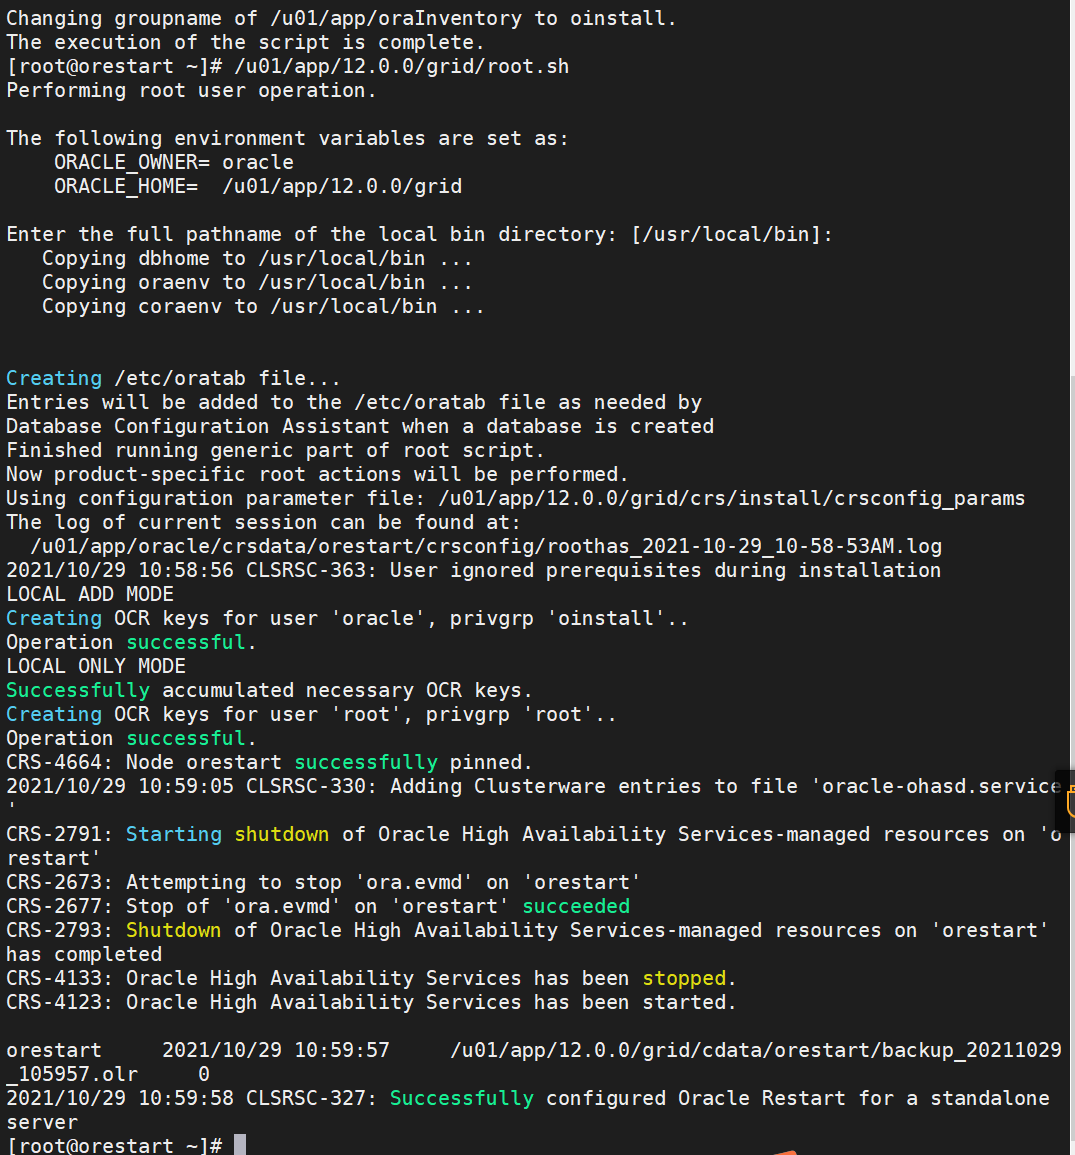 Changing groupname of /u01/app/oraInventory to oinstall.
The execution of the script is complete.
[root@orestart ~]# /u01/app/12.0.0/grid/root.sh
Performing root user operation.
The following environment variables are set as:
    ORACLE_OWNER= oracle
    ORACLE_HOME=  /u01/app/12.0.0/grid
Enter the full pathname of the local bin directory: [/usr/local/bin]:
   Copying dbhome to /usr/local/bin ...
   Copying oraenv to /usr/local/bin ...
   Copying coraenv to /usr/local/bin ...
Creating /etc/oratab file...
Entries will be added to the /etc/oratab file as needed by
Database Configuration Assistant when a database is created
Finished running generic part of root script.
Now product-specific root actions will be performed.
Using configuration parameter file: /u01/app/12.0.0/grid/crs/install/crsconfig_params
The log of current session can be found at:
  /u01/app/oracle/crsdata/orestart/crsconfig/roothas_2021-10-29_10-58-53AM.log
2021/10/29 10:58:56 CLSRSC-363: User ignored prerequisites during installation
LOCAL ADD MODE
Creating OCR keys for user 'oracle', privgrp 'oinstall'..
Operation successful.
LOCAL ONLY MODE
Successfully accumulated necessary OCR keys.
Creating OCR keys for user 'root', privgrp 'root'..
Operation successful.
CRS-4664: Node orestart successfully pinned.
2021/10/29 10:59:05 CLSRSC-330: Adding Clusterware entries to file 'oracle-ohasd.service
'
CRS-2791: Starting shutdown of Oracle High Availability Services-managed resources on 'o
restart'
CRS-2673: Attempting to stop 'ora.evmd' on 'orestart'
CRS-2677: Stop of 'ora.evmd' on 'orestart' succeeded
CRS-2793: Shutdown of Oracle High Availability Services-managed resources on 'orestart'
has completed
CRS-4133: Oracle High Availability Services has been stopped.
CRS-4123: Oracle High Availability Services has been started.
orestart     2021/10/29 10:59:57     /u01/app/12.0.0/grid/cdata/orestart/backup_20211029
_105957.olr     0
2021/10/29 10:59:58 CLSRSC-327: Successfully configured Oracle Restart for a standalone
server
[root@orestart ~]#